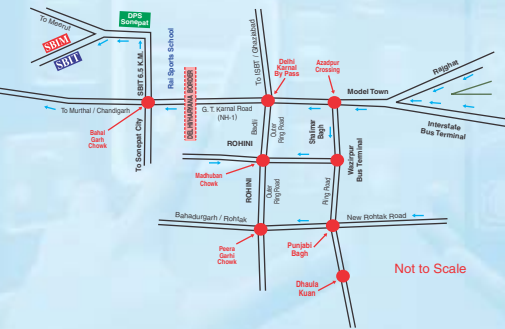 DPS
Sonepat
To Meerut
SBIM
SBIT
SBIT 6.5 K.M.
Rai Sports School
DELHI/HARYANA BORDER
To ISBT / Ghaziabad
Delhi
Karnal
By Pass
Azadpur
Crossing
Model Town
Rajghat
To Murthal / Chandigarh
G. T. Karnal Road
(NH-1)
Interstate
Bus Terminal
Bahal
Garh
Chowk
To Sonepat City
Badli
Outer
Ring Road
Shalimar
Bagh
ROHINI
Wazirpur
Bus Terminal
Madhuban
Chowk
ROHINI
Outer
Ring Road
Ring Road
Bahadurgarh / Rohtak
New Rohtak Road
Peera
Garhi
Chowk
Punjabi
Bagh
Not to Scale
Dhaula
Kuan